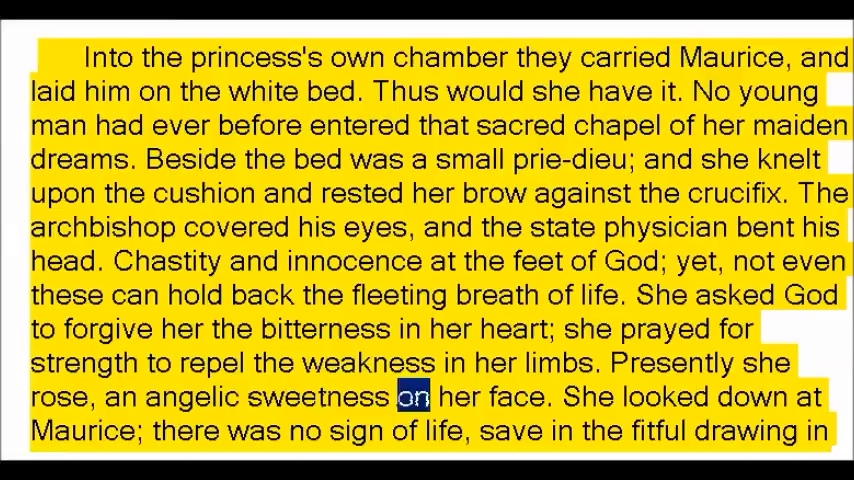 Into the princess's own chamber they carried Maurice, and
laid him on the white bed. Thus would she have it. No young
man had ever before entered that sacred chapel of her maiden
dreams. Beside the bed was a small prie-dieu; and she knelt
upon the cushion and rested her brow against the crucifix. The
archbishop covered his eyes, and the state physician bent his
head. Chastity and innocence at the feet of God; yet, not even
these can hold back the fleeting breath of life. She asked God
to forgive her the bitterness in her heart; she prayed for
strength to repel the weakness in her limbs. Presently she
rose, an angelic sweetness on her face. She looked down at
Maurice; there was no sign of life, save in the fitful drawing in